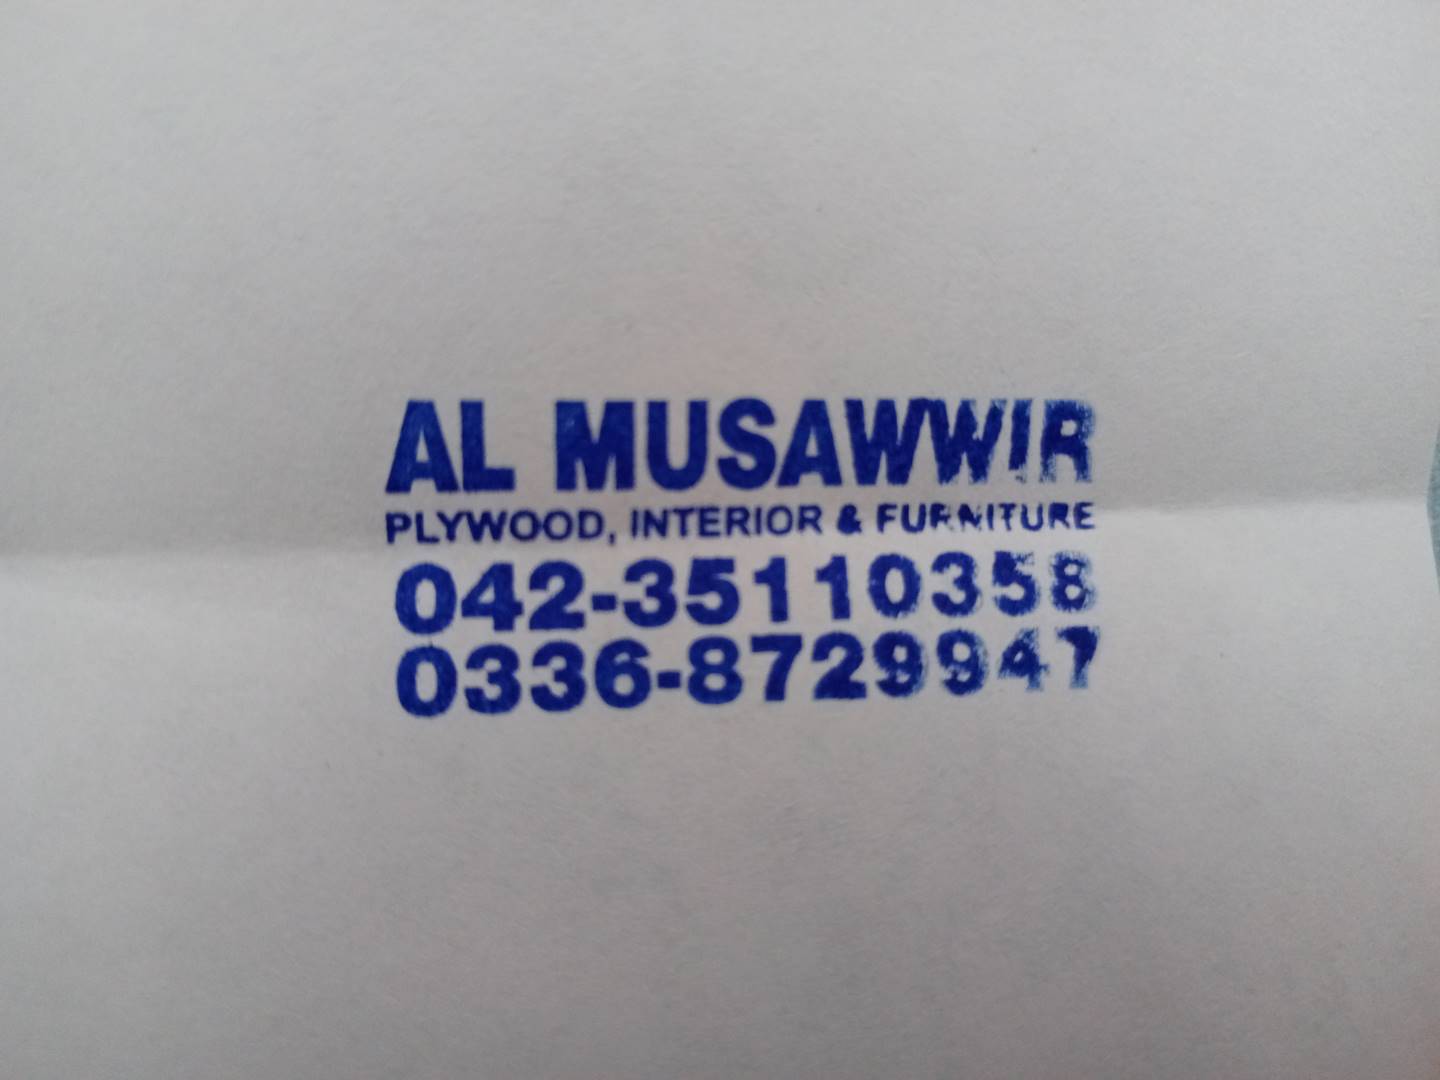 AL MUSAWWIR
PLYWOOD, INTERIOR & FURNITURE
042-35110358
0336-8729947